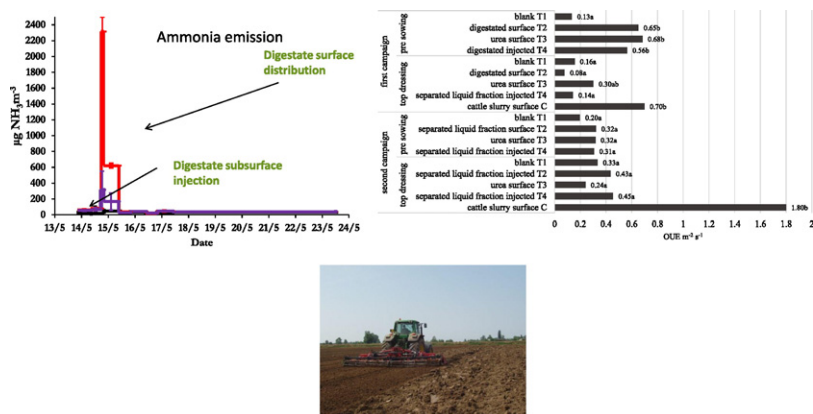 Ammonia emission
µg NH₃m⁻³
2400
2200
2000
1800
1600
1400
1200
1000
800
600
400
200
0
Digestate surface
distribution
Digestate subsurface
injection
13/5 14/5 15/5 16/5 17/5 18/5 19/5 20/5 21/5 22/5 23/5 24/5
Date
first campaign
pre sowing
blank T1 0.13a
digestated surface T2 0.65b
urea surface T3 0.68b
digestated injected T4 0.56b
top dressing
blank T1 0.16a
digestated surface T2 0.08a
urea surface T3 0.30ab
separated liquid fraction injected T4 0.14a
cattle slurry surface C 0.70b
second campaign
pre sowing
blank T1 0.20a
separated liquid fraction surface T2 0.32a
urea surface T3 0.32a
separated liquid fraction injected T4 0.31a
top dressing
blank T1 0.33a
separated liquid fraction injected T2 0.43a
urea surface T3 0.24a
separated liquid fraction injected T4 0.45a
cattle slurry surface C 1.80b
0 0.2 0.4 0.6 0.8 1 1.2 1.4 1.6 1.8 2
OUE m⁻² s⁻¹